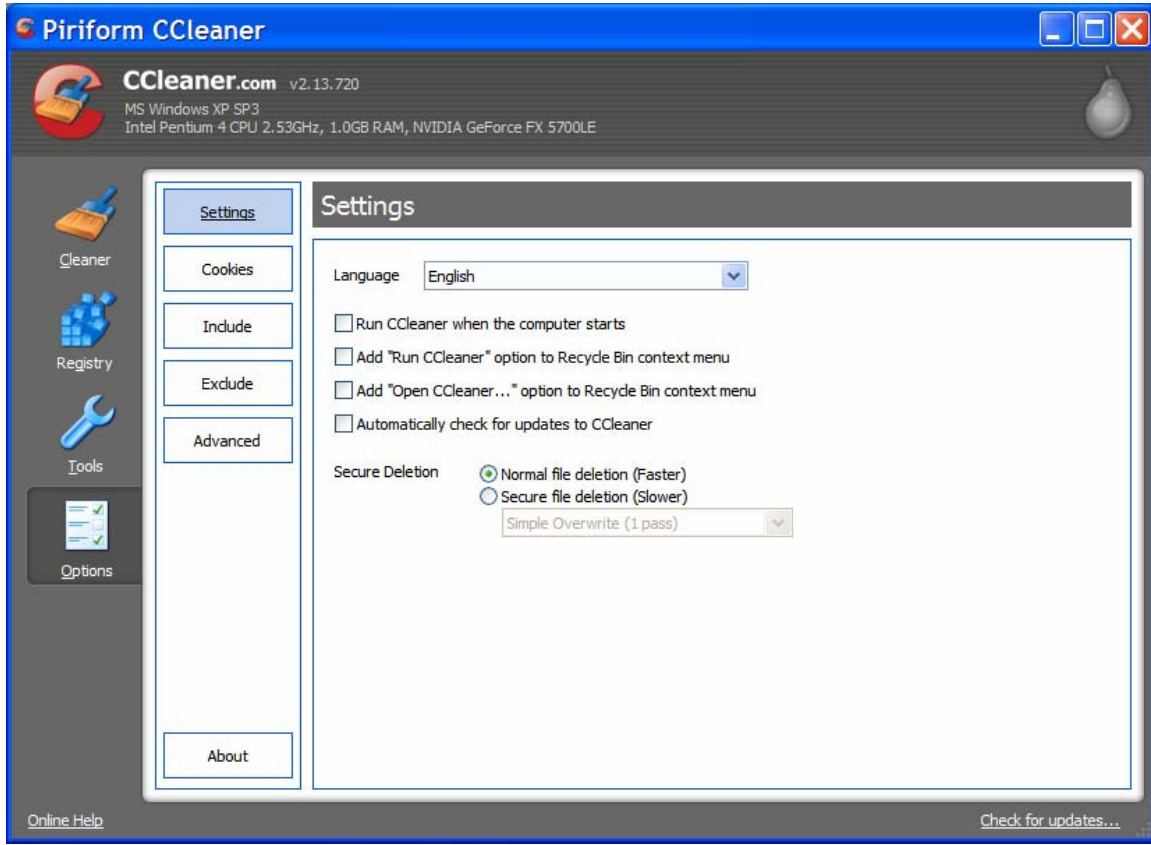 Piriform CCleaner
CCleaner.com v2.13.720
MS Windows XP SP3
Intel Pentium 4 CPU 2.53GHz, 1.0GB RAM, NVIDIA GeForce FX 5700LE
Cleaner
Registry
Tools
Options
Settings
Cookies
Include
Exclude
Advanced
About
Settings
Language English
Run CCleaner when the computer starts
Add "Run CCleaner" option to Recycle Bin context menu
Add "Open CCleaner..." option to Recycle Bin context menu
Automatically check for updates to CCleaner
Secure Deletion Normal file deletion (Faster)
Secure file deletion (Slower)
Simple Overwrite (1 pass)
Online Help Check for updates...